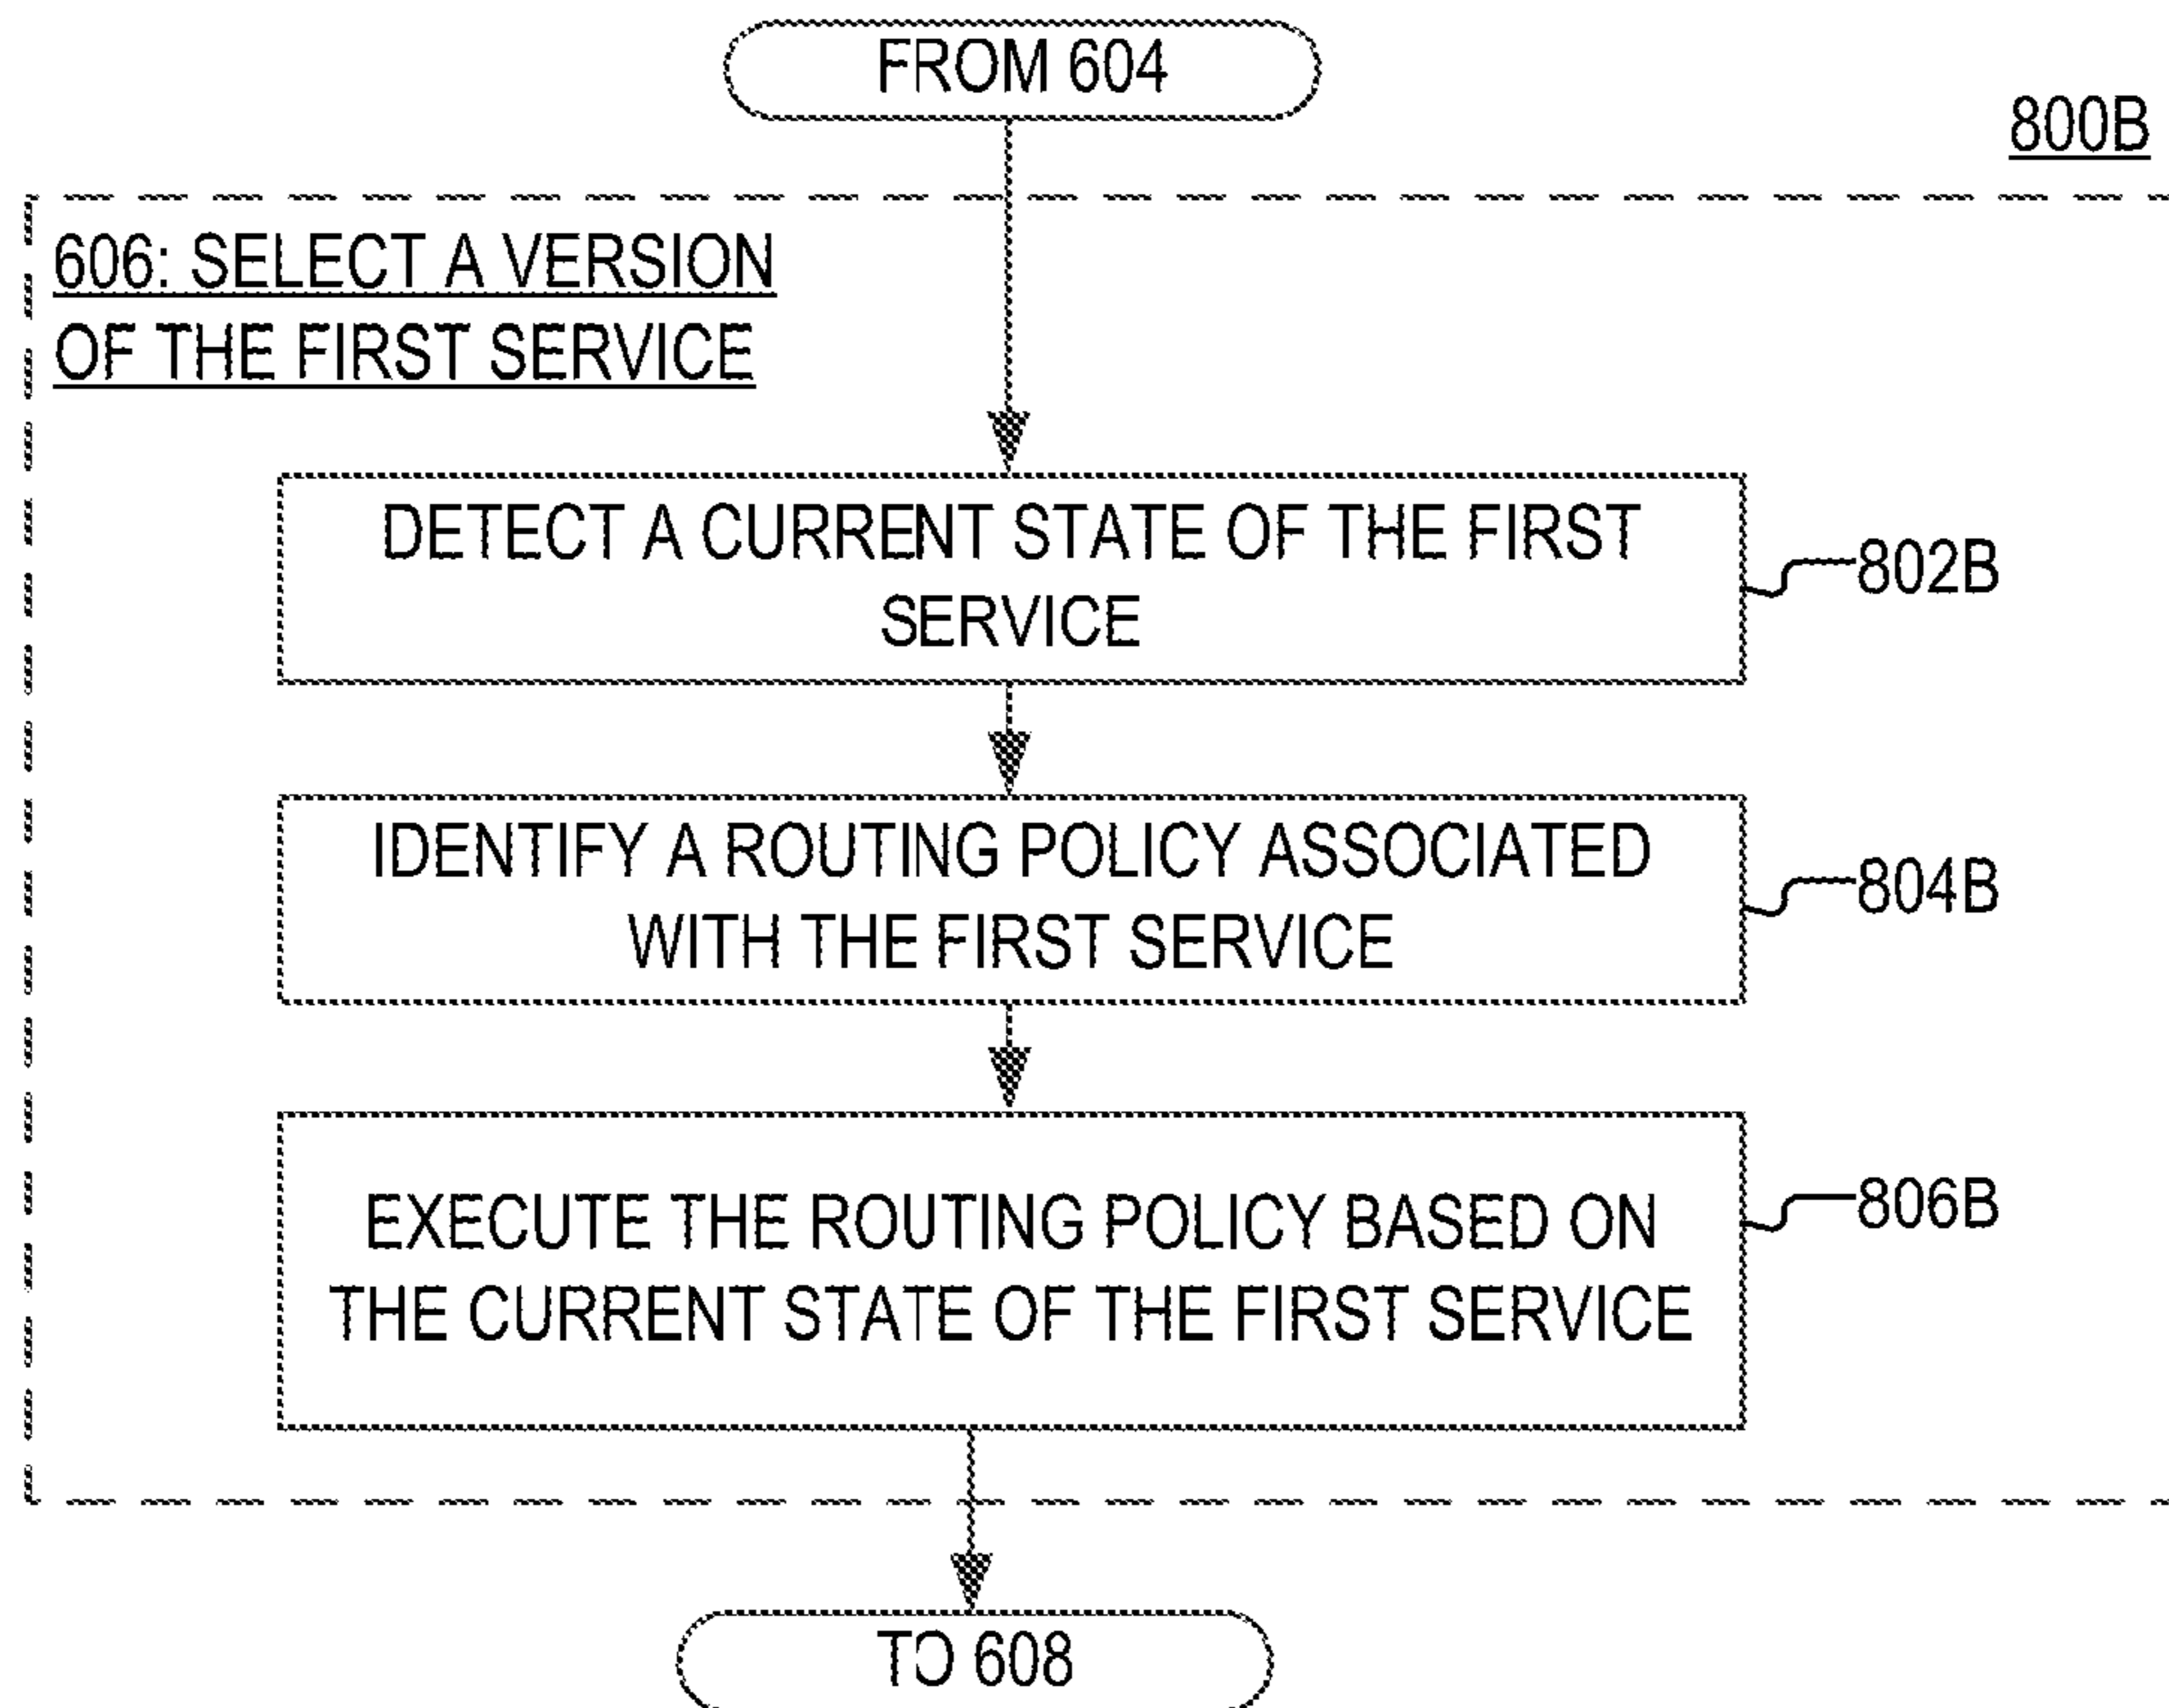 FROM 604
800B
606: SELECT A VERSION
OF THE FIRST SERVICE
DETECT A CURRENT STATE OF THE FIRST
SERVICE
802B
IDENTIFY A ROUTING POLICY ASSOCIATED
WITH THE FIRST SERVICE
804B
EXECUTE THE ROUTING POLICY BASED ON
THE CURRENT STATE OF THE FIRST SERVICE
806B
TO 608